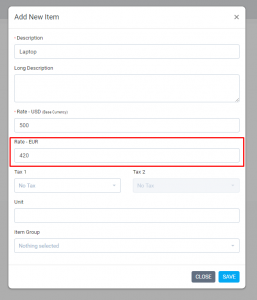 Add New Item ×
* Description
Laptop
Long Description
* Rate - USD (Base Currency)
500
Rate - EUR
420
Tax 1 Tax 2
No Tax No Tax
Unit
Item Group
Nothing selected
CLOSE SAVE